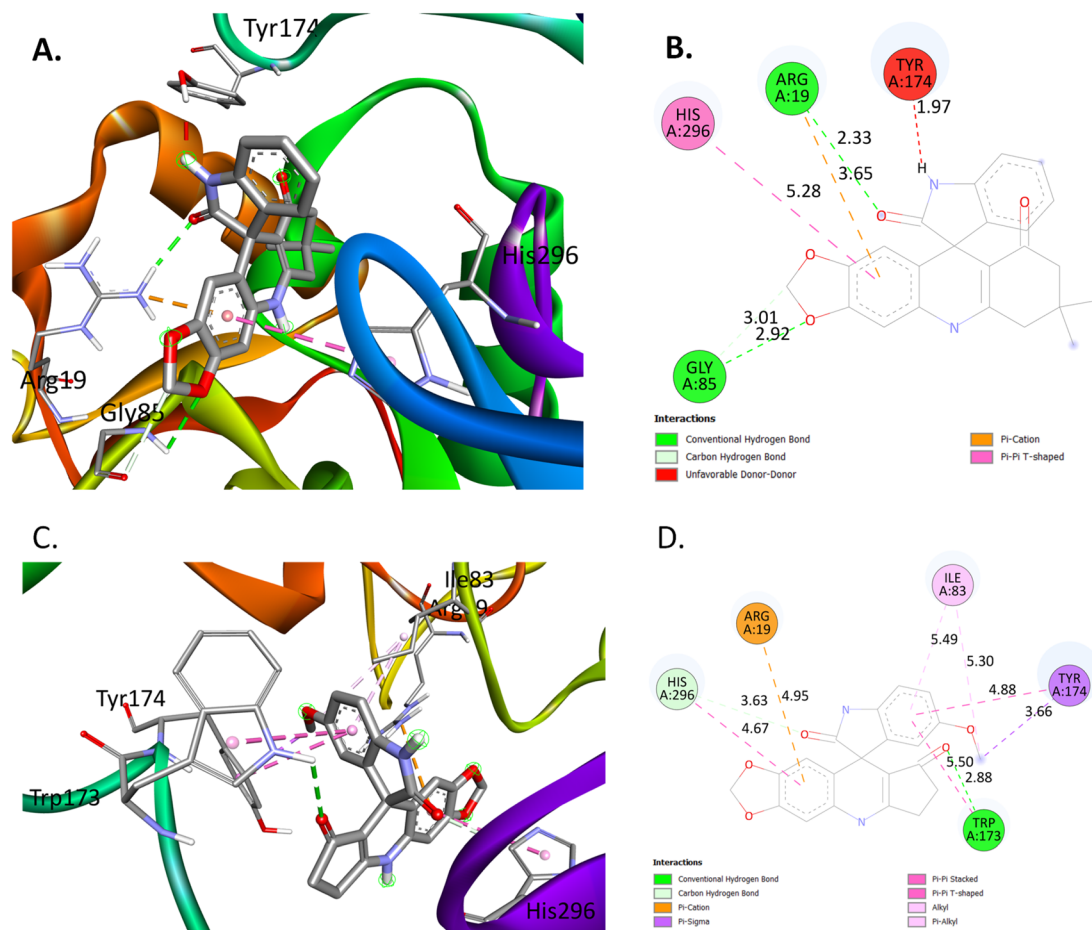 A.
Tyr174
His296
Arg19
Gly85
B.
TYR
A:174
ARG
A:19
HIS
A:296
1.97
2.33
3.65
5.28
H
N
O
O
O
O
N
3.01
2.92
GLY
A:85
Interactions
Conventional Hydrogen Bond
Carbon Hydrogen Bond
Unfavorable Donor-Donor
Pi-Cation
Pi-Pi T-shaped
C.
Ile83
Tyr174
Trp173
His296
D.
ILE
A:83
ARG
A:19
HIS
A:296
TYR
A:174
5.49
5.30
4.88
3.66
3.63
4.95
4.67
N
O
O
O
5.50
2.88
O
O
N
TRP
A:173
Interactions
Conventional Hydrogen Bond
Carbon Hydrogen Bond
Pi-Cation
Pi-Sigma
Pi-Pi Stacked
Pi-Pi T-shaped
Alkyl
Pi-Alkyl